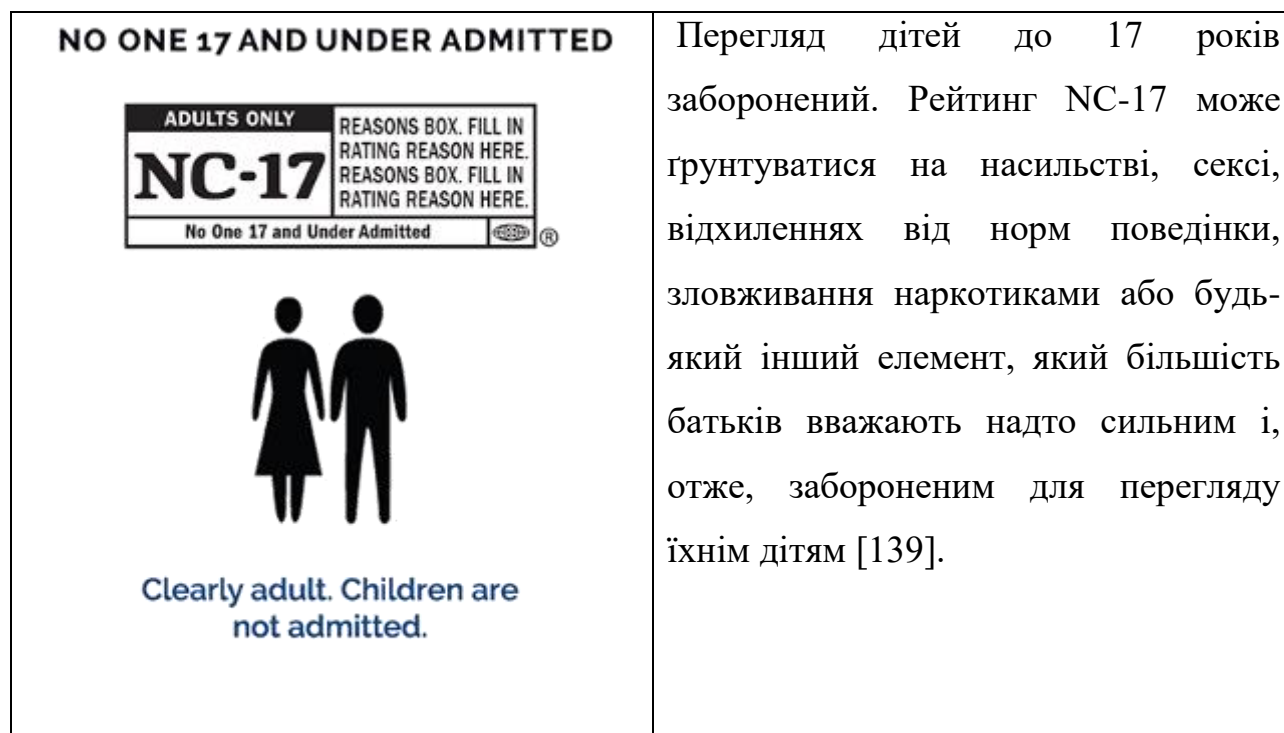 NO ONE 17 AND UNDER ADMITTED
ADULTS ONLY
NC-17
REASONS BOX. FILL IN
RATING REASON HERE.
REASONS BOX. FILL IN
RATING REASON HERE.
No One 17 and Under Admitted
®
Clearly adult. Children are
not admitted.
Перегляд дітей до 17 років
заборонений. Рейтинг NC-17 може
ґрунтуватися на насильстві, сексі,
відхиленнях від норм поведінки,
зловживання наркотиками або будь-
який інший елемент, який більшість
батьків вважають надто сильним і,
отже, забороненим для перегляду
їхнім дітям [139].